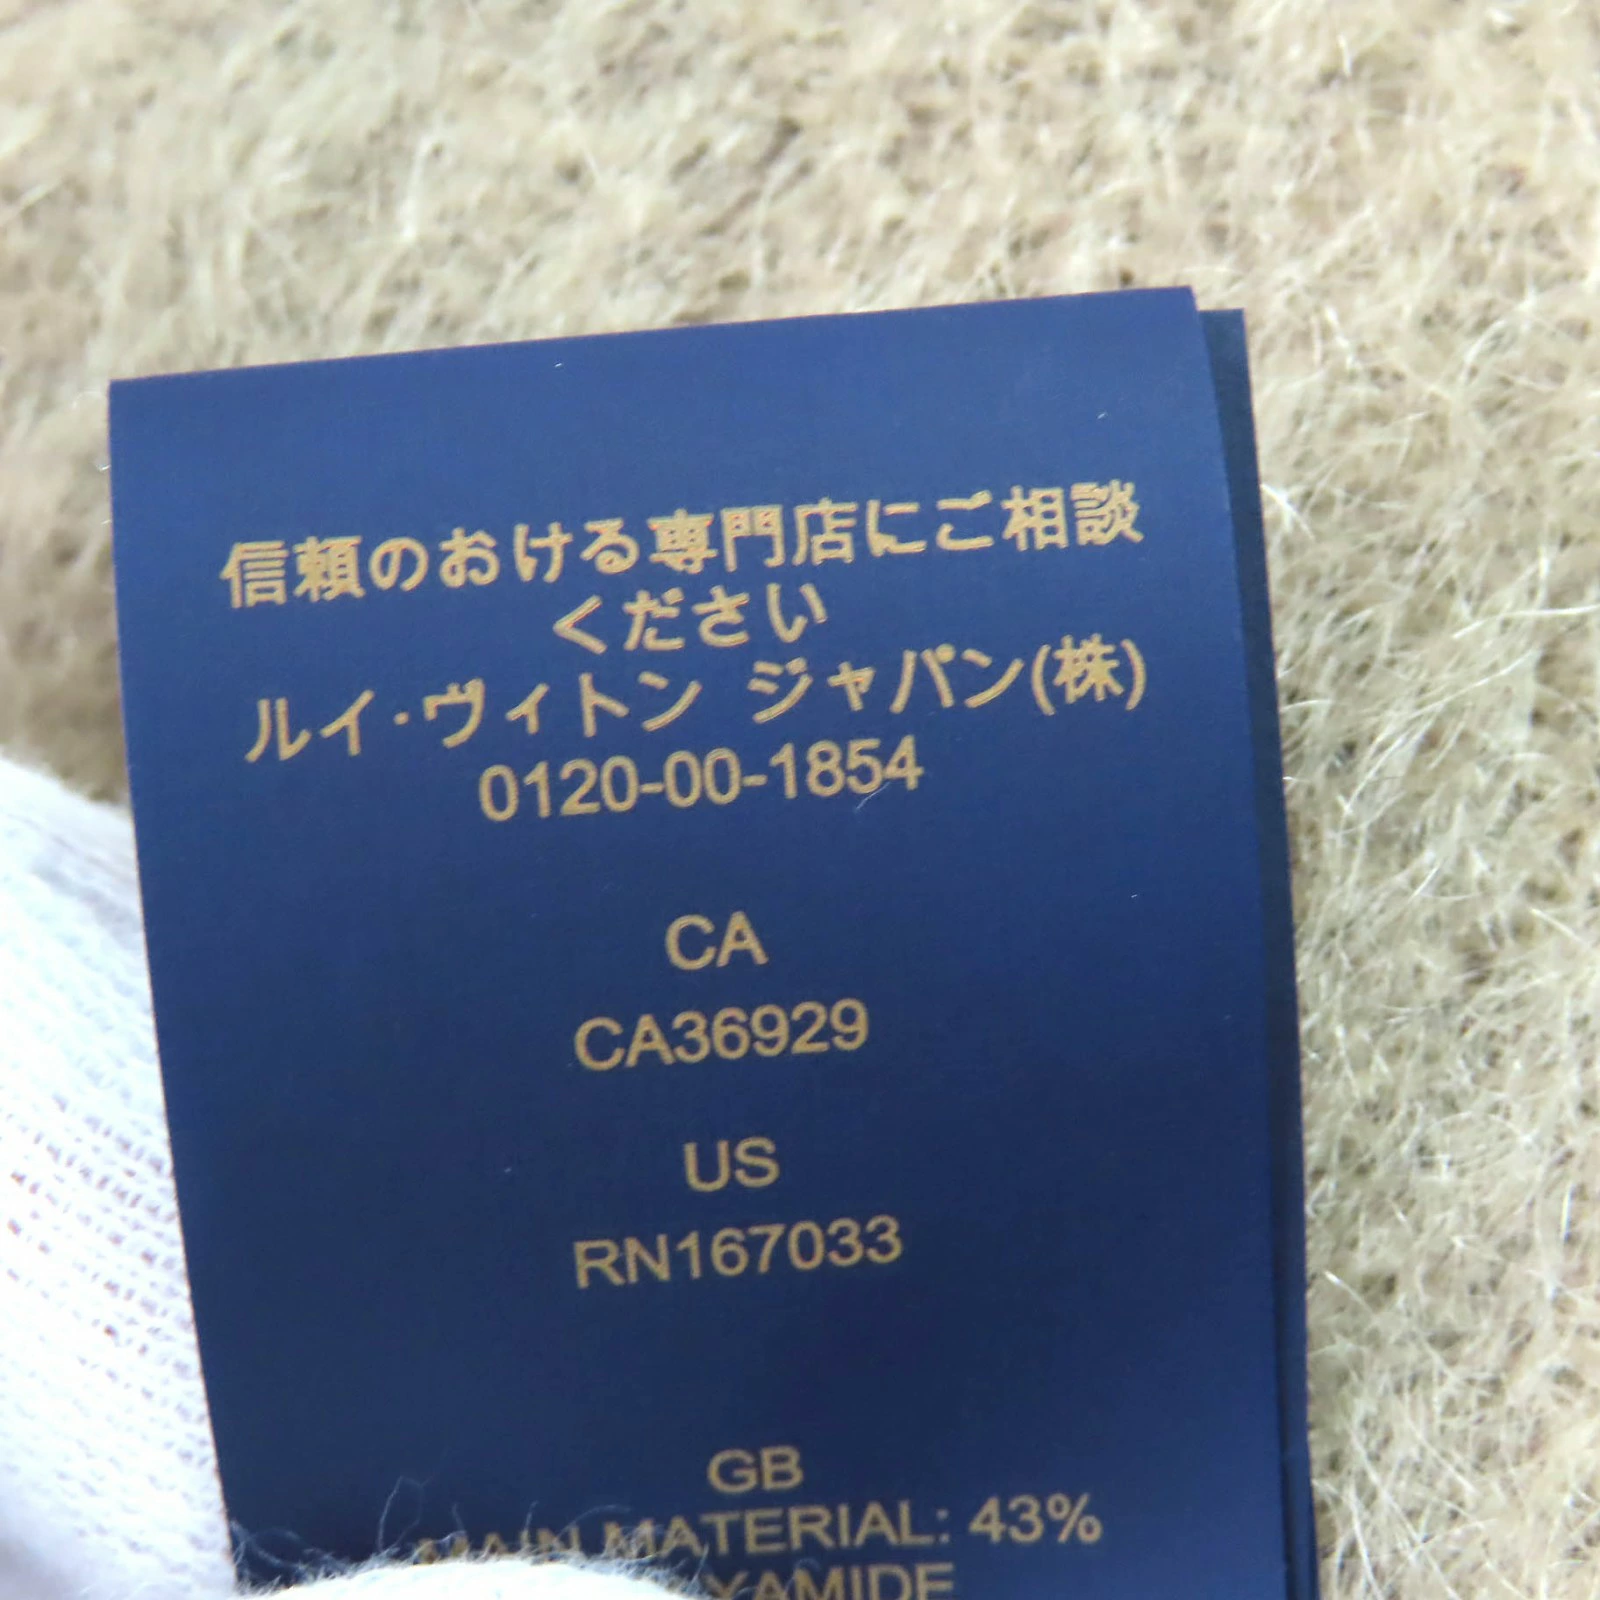 信頼のおける専門店にご相談
ください
ルイ・ヴィトン ジャパン(株)
0120-00-1854
CA
CA36929
US
RN167033
GB
MAIN MATERIAL: 43%